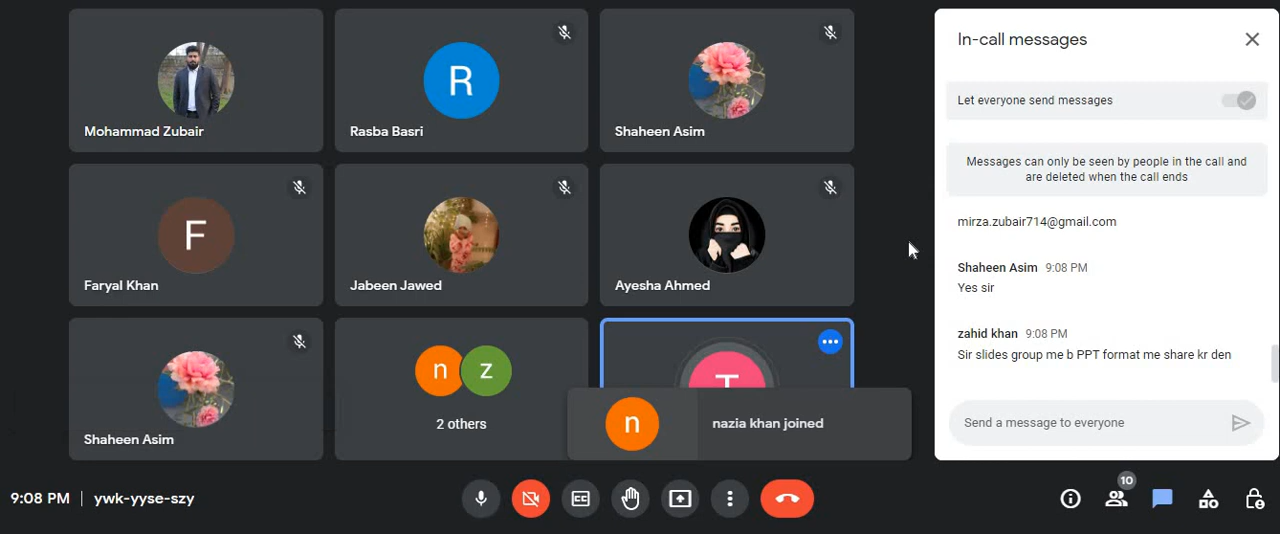 Mohammad Zubair
R
Rasba Basri
Shaheen Asim
F
Faryal Khan
Jabeen Jawed
Ayesha Ahmed
Shaheen Asim
n z
2 others
n
nazia khan joined
In-call messages
Let everyone send messages
Messages can only be seen by people in the call and
are deleted when the call ends
mirza.zubair714@gmail.com
Shaheen Asim 9:08 PM
Yes sir
zahid khan 9:08 PM
Sir slides group me b PPT format me share kr den
Send a message to everyone
9:08 PM | ywk-yyse-szy
CC
10